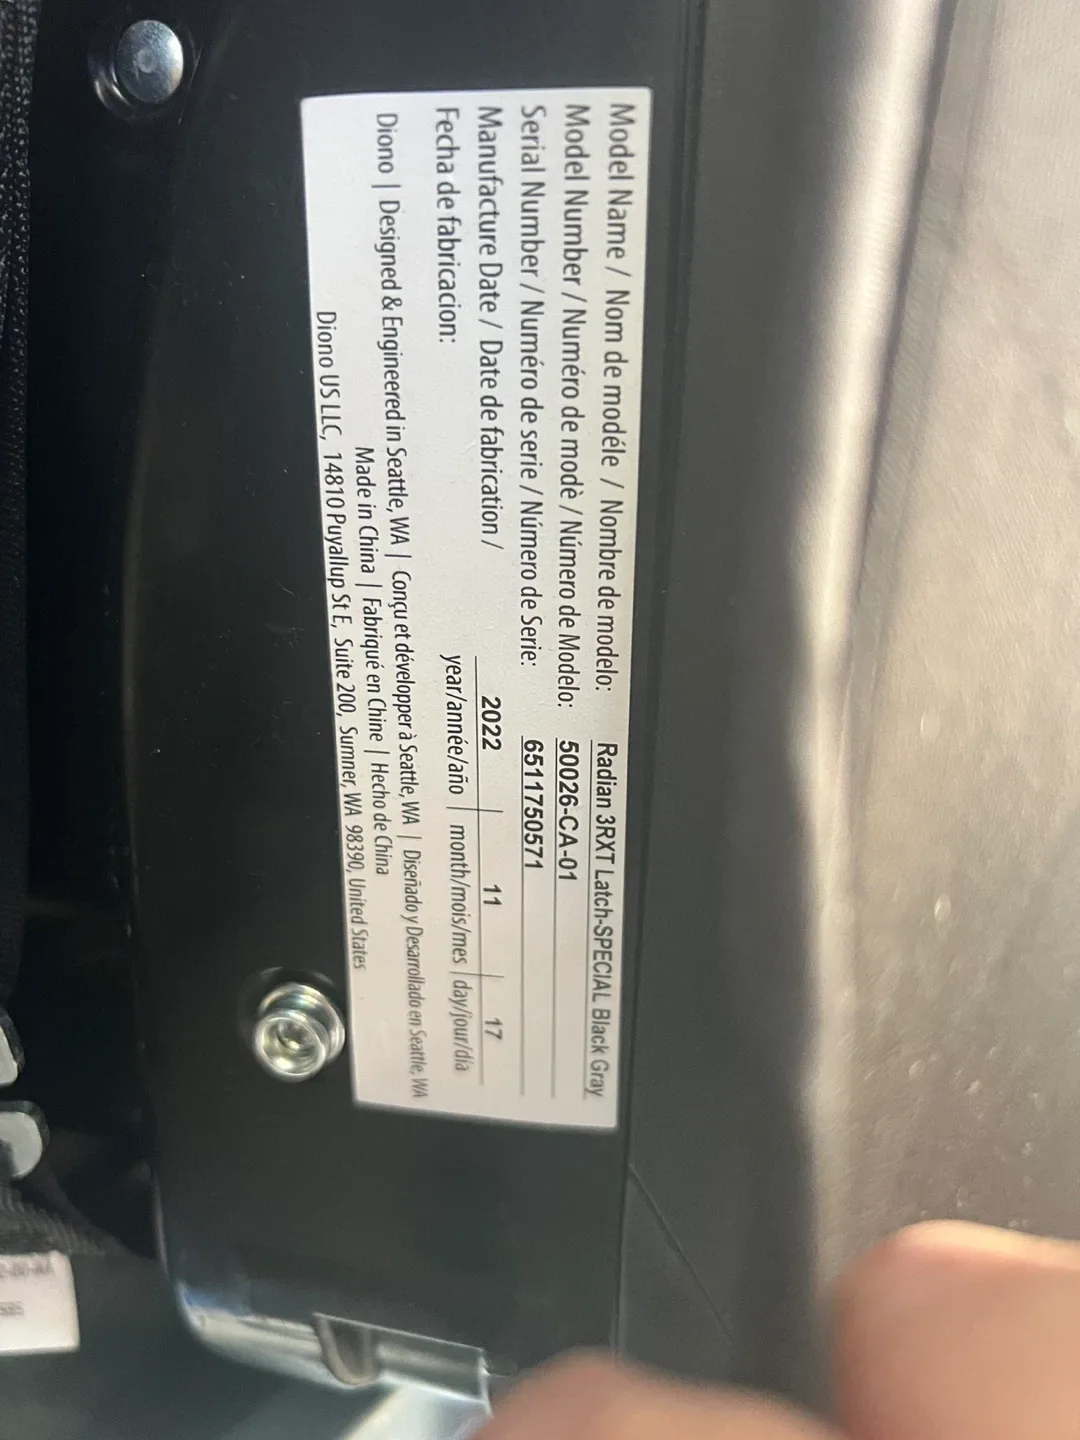 Model Name / Nom de modéle / Nombre de modelo: Radian 3RXT Latch-SPECIAL Black Gray
Model Number / Numéro de modè / Número de Modelo: 50026-CA-01
Serial Number / Numéro de serie / Número de Serie: 6511750571
Manufacture Date / Date de fabrication / 2022 | 11 | 17
Fecha de fabricacion: year/année/año | month/mois/mes | day/jour/día
Diono | Designed & Engineered in Seattle, WA | Conçu et développer à Seattle, WA | Diseñado y Desarrollado en Seattle, WA
Made in China | Fabriqué en Chine | Hecho de China
Diono US LLC, 14810 Puyallup St E, Suite 200, Sumner, WA 98390, United States